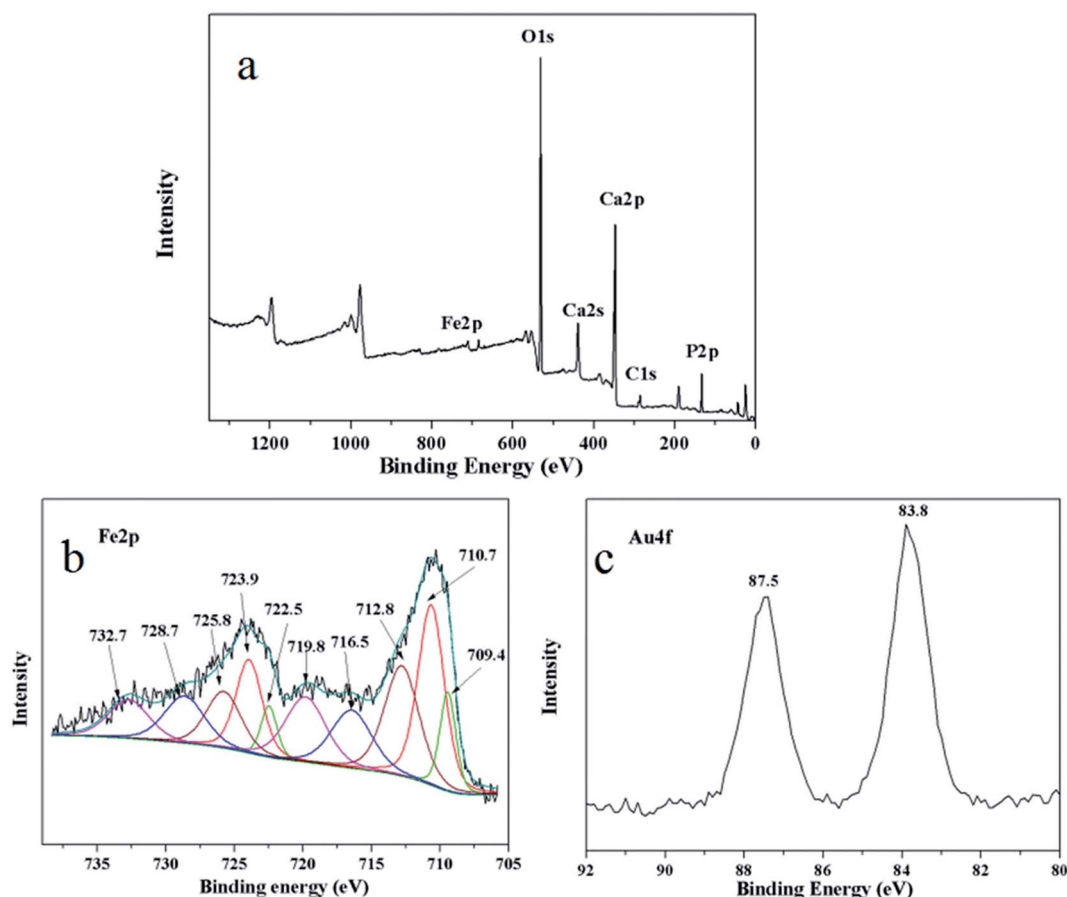 a
O1s
Ca2p
Ca2s
Fe2p
C1s
P2p
Intensity
1200 1000 800 600 400 200 0
Binding Energy (eV)
b
Fe2p
710.7
723.9
722.5
712.8
725.8
719.8
716.5
728.7
732.7
709.4
Intensity
735 730 725 720 715 710 705
Binding energy (eV)
c
Au4f
83.8
87.5
Intensity
92 90 88 86 84 82 80
Binding Energy (eV)